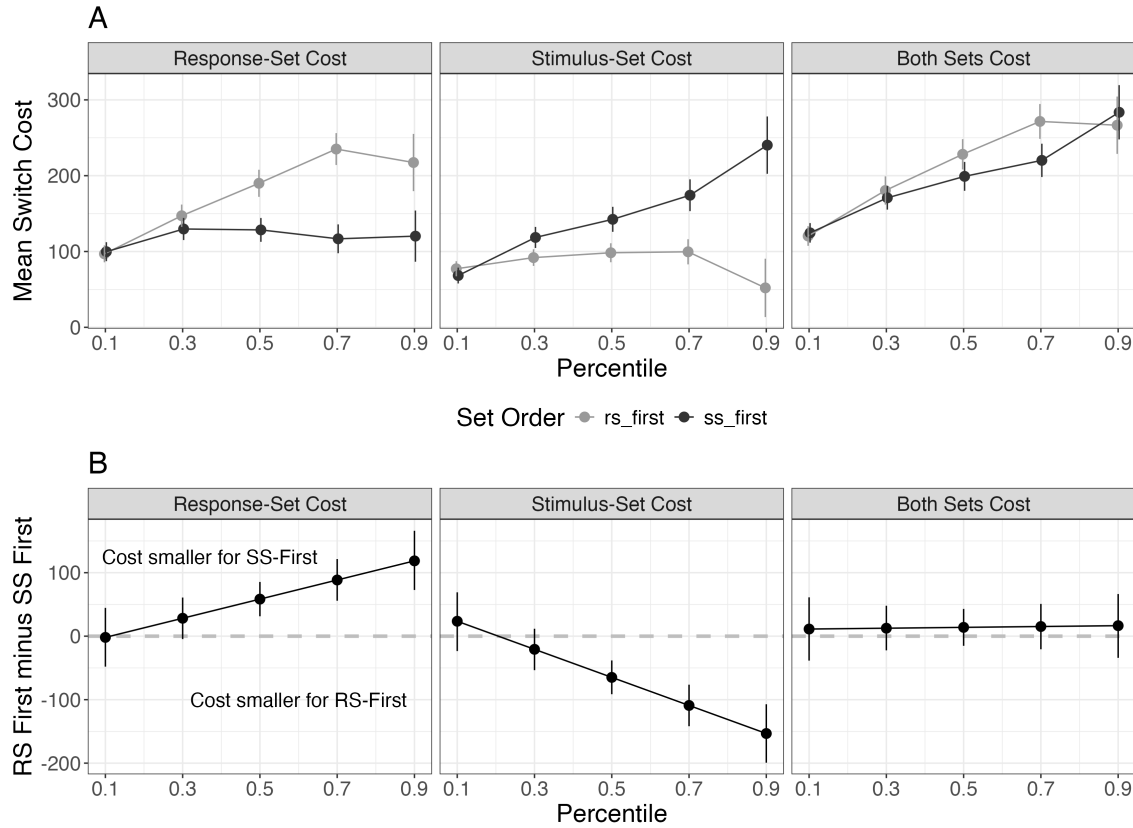 A
Response-Set Cost Stimulus-Set Cost Both Sets Cost
Mean Switch Cost
300
200
100
0
0.1 0.3 0.5 0.7 0.9 0.1 0.3 0.5 0.7 0.9 0.1 0.3 0.5 0.7 0.9
Percentile
Set Order rs_first ss_first
B
Response-Set Cost Stimulus-Set Cost Both Sets Cost
RS First minus SS First
Cost smaller for SS-First
100
0
Cost smaller for RS-First
-100
-200
0.1 0.3 0.5 0.7 0.9 0.1 0.3 0.5 0.7 0.9 0.1 0.3 0.5 0.7 0.9
Percentile